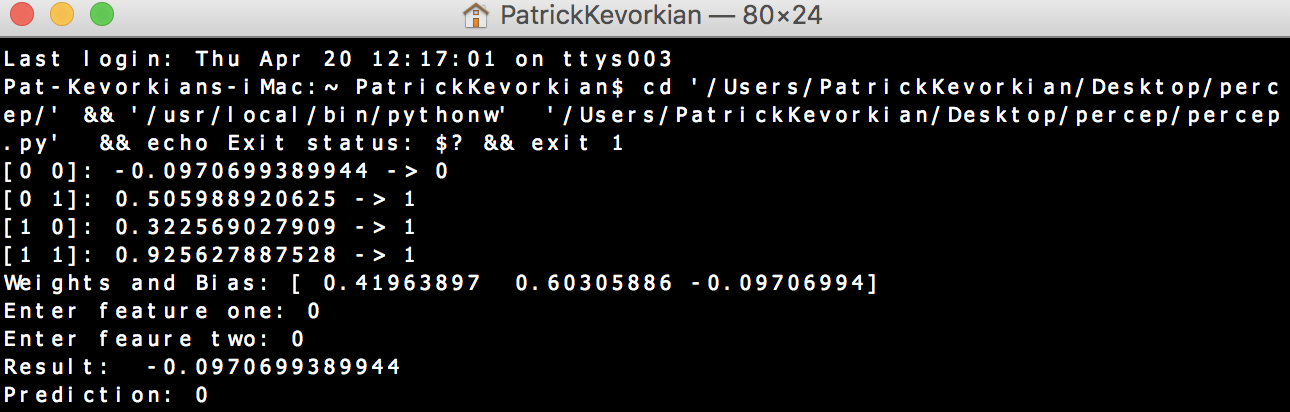 PatrickKevorkian — 80×24
Last login: Thu Apr 20 12:17:01 on ttys003
Pat-Kevorkians-iMac:~ PatrickKevorkian$ cd '/Users/PatrickKevorkian/Desktop/perc
ep/' && '/usr/local/bin/pythonw'  '/Users/PatrickKevorkian/Desktop/percep/percep
.py'  && echo Exit status: $? && exit 1
[0 0]: -0.0970699389944 -> 0
[0 1]: 0.505988920625 -> 1
[1 0]: 0.322569027909 -> 1
[1 1]: 0.925627887528 -> 1
Weights and Bias: [ 0.41963897  0.60305886 -0.09706994]
Enter feature one: 0
Enter feaure two: 0
Result:  -0.0970699389944
Prediction: 0